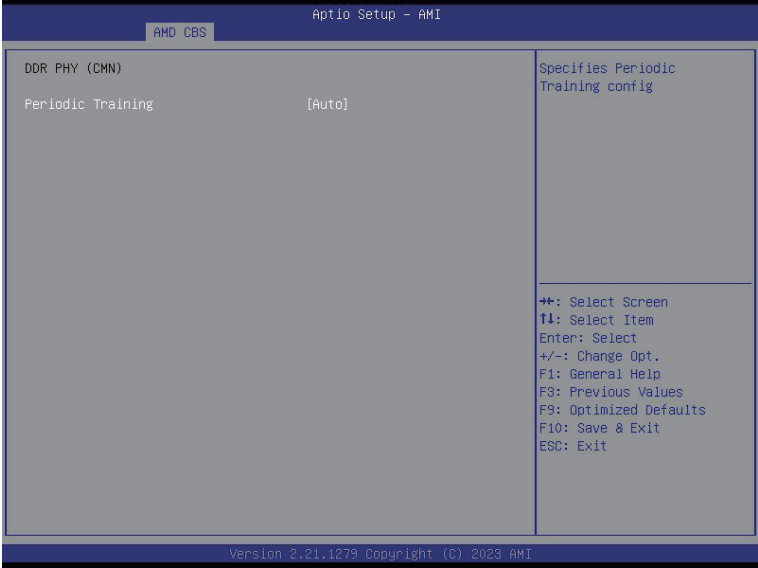 Aptio Setup – AMI
AMD CBS
DDR PHY (CMN)
Periodic Training [Auto]
Specifies Periodic
Training config
→←: Select Screen
↑↓: Select Item
Enter: Select
+/-: Change Opt.
F1: General Help
F3: Previous Values
F9: Optimized Defaults
F10: Save & Exit
ESC: Exit
Version 2.21.1279 Copyright (C) 2023 AMI